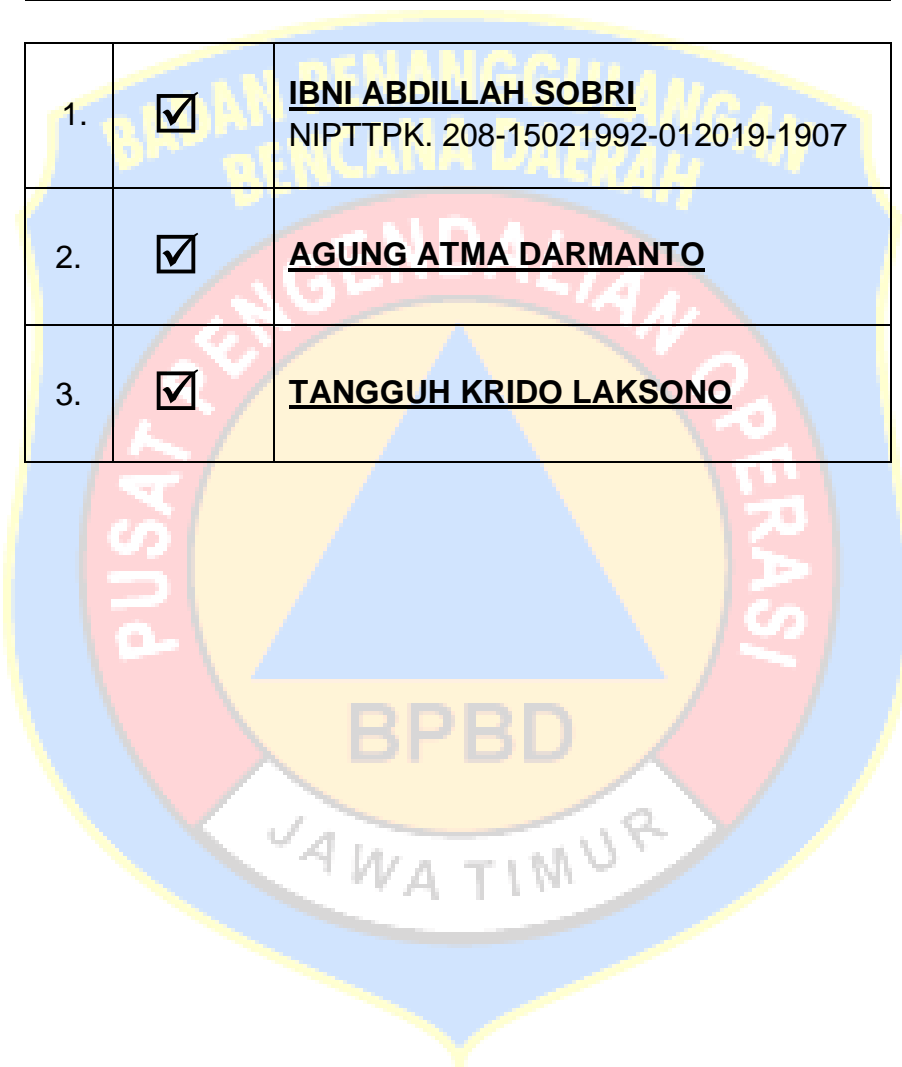 1. ☑ IBNI ABDILLAH SOBRI
NIPTTPK. 208-15021992-012019-1907
2. ☑ AGUNG ATMA DARMANTO
3. ☑ TANGGUH KRIDO LAKSONO
BADAN PENANGGULANGAN
BENCANA DAERAH
PUSAT PENGENDALIAN OPERASI
BPBD
JAWA TIMUR